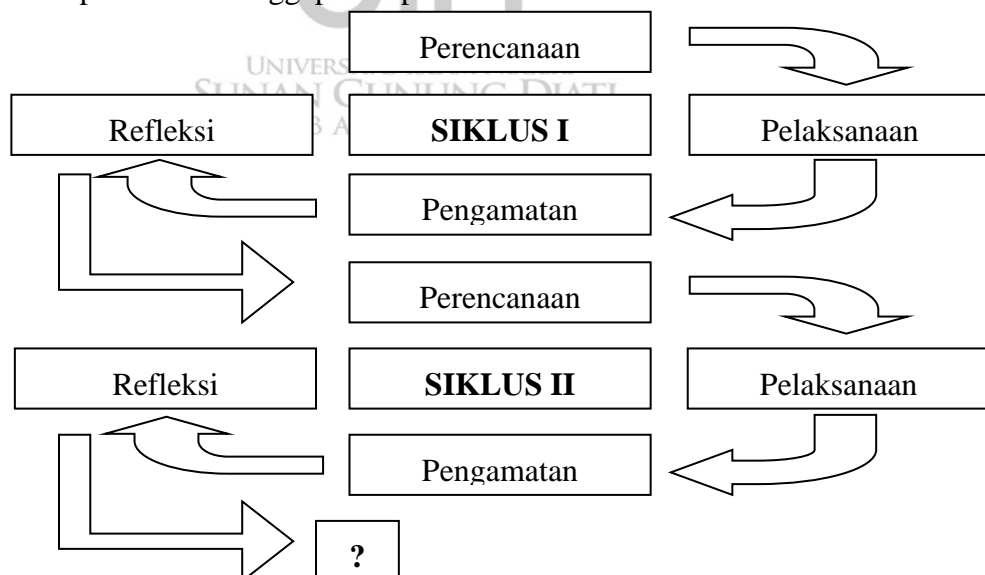 Perencanaan
Refleksi
SIKLUS I
Pelaksanaan
Pengamatan
Perencanaan
Refleksi
SIKLUS II
Pelaksanaan
Pengamatan
?